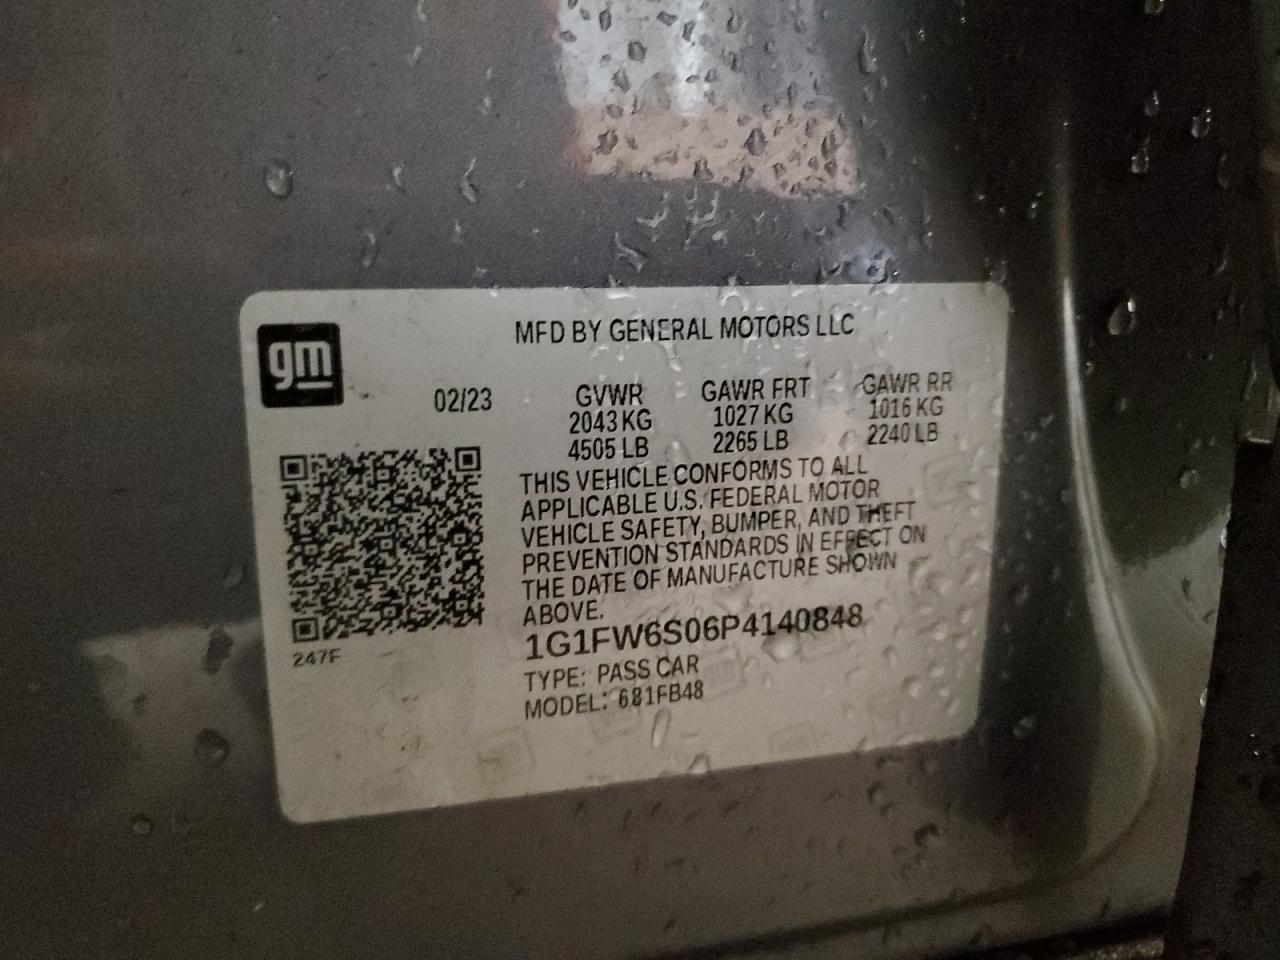 gm
MFD BY GENERAL MOTORS LLC
02/23
GVWR GAWR FRT GAWR RR
2043 KG 1027 KG 1016 KG
4505 LB 2265 LB 2240 LB
THIS VEHICLE CONFORMS TO ALL
APPLICABLE U.S. FEDERAL MOTOR
VEHICLE SAFETY, BUMPER, AND THEFT
PREVENTION STANDARDS IN EFFECT ON
THE DATE OF MANUFACTURE SHOWN
ABOVE.
1G1FW6S06P4140848
TYPE: PASS CAR
MODEL: 681FB48
247F